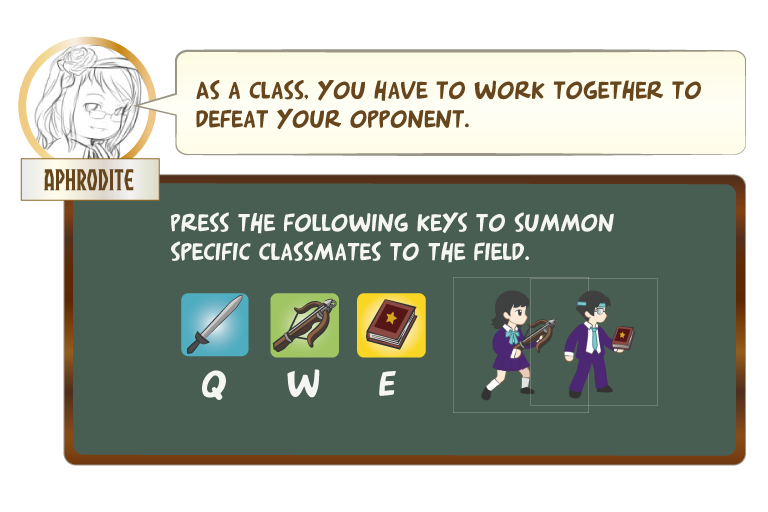 AS A CLASS, YOU HAVE TO WORK TOGETHER TO
DEFEAT YOUR OPPONENT.
APHRODITE
PRESS THE FOLLOWING KEYS TO SUMMON
SPECIFIC CLASSMATES TO THE FIELD.
Q W E